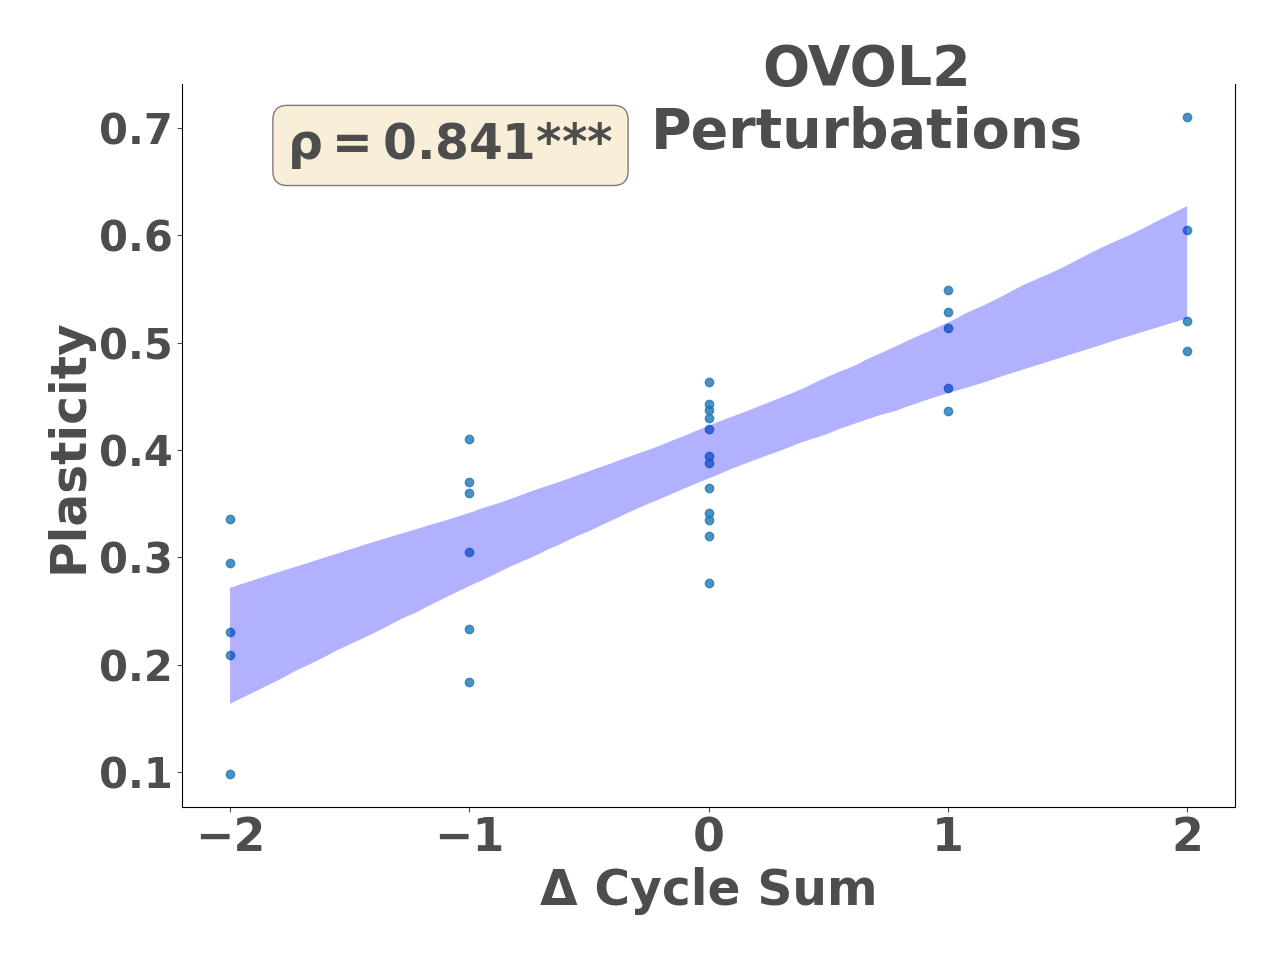 OVOL2
Perturbations
ρ = 0.841***
Plasticity
0.7
0.6
0.5
0.4
0.3
0.2
0.1
−2 −1 0 1 2
Δ Cycle Sum